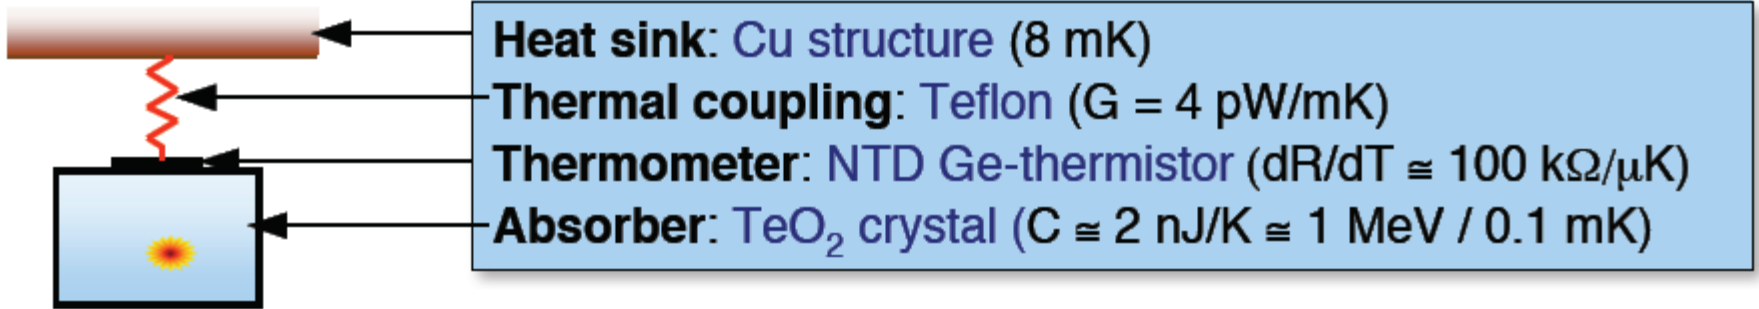 Heat sink: Cu structure (8 mK)
Thermal coupling: Teflon (G = 4 pW/mK)
Thermometer: NTD Ge-thermistor (dR/dT ≅ 100 kΩ/μK)
Absorber: TeO₂ crystal (C ≅ 2 nJ/K ≅ 1 MeV / 0.1 mK)